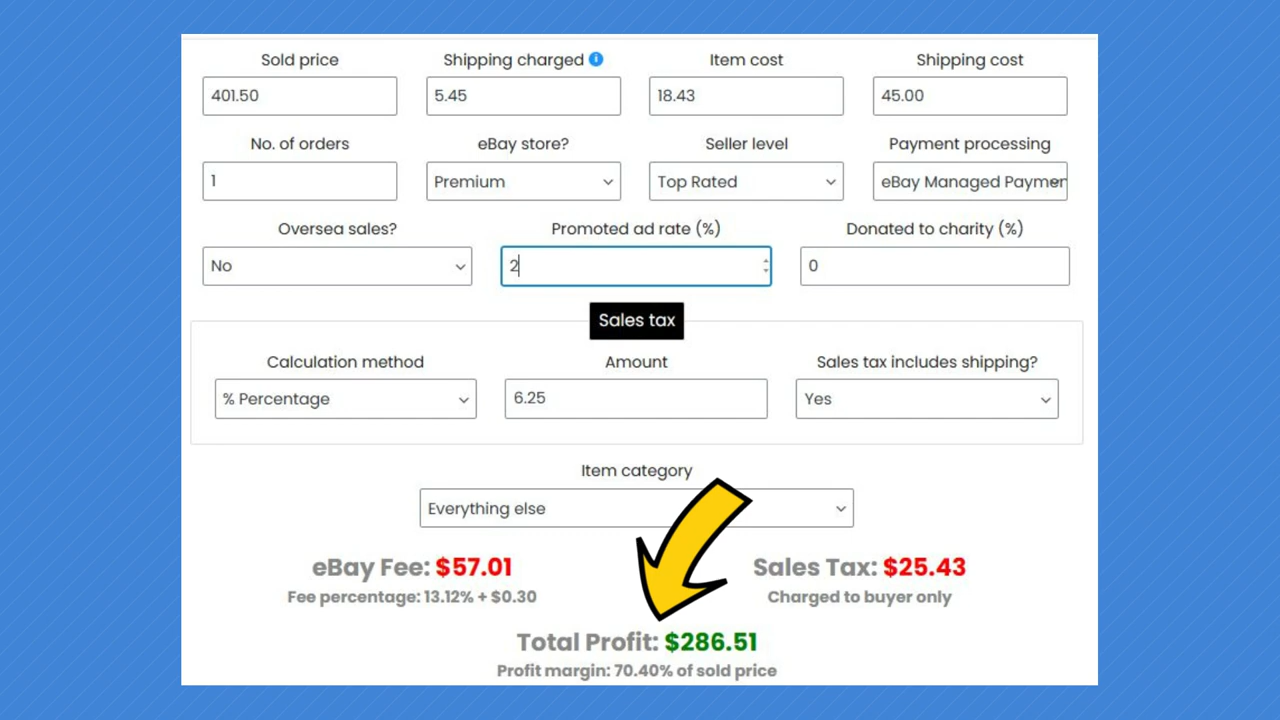 Sold price Shipping charged i Item cost Shipping cost
401.50 5.45 18.43 45.00
No. of orders eBay store? Seller level Payment processing
1 Premium Top Rated eBay Managed Paymen
Oversea sales? Promoted ad rate (%) Donated to charity (%)
No 2 0
Sales tax
Calculation method Amount Sales tax includes shipping?
% Percentage 6.25 Yes
Item category
Everything else
eBay Fee: $57.01 Sales Tax: $25.43
Fee percentage: 13.12% + $0.30 Charged to buyer only
Total Profit: $286.51
Profit margin: 70.40% of sold price